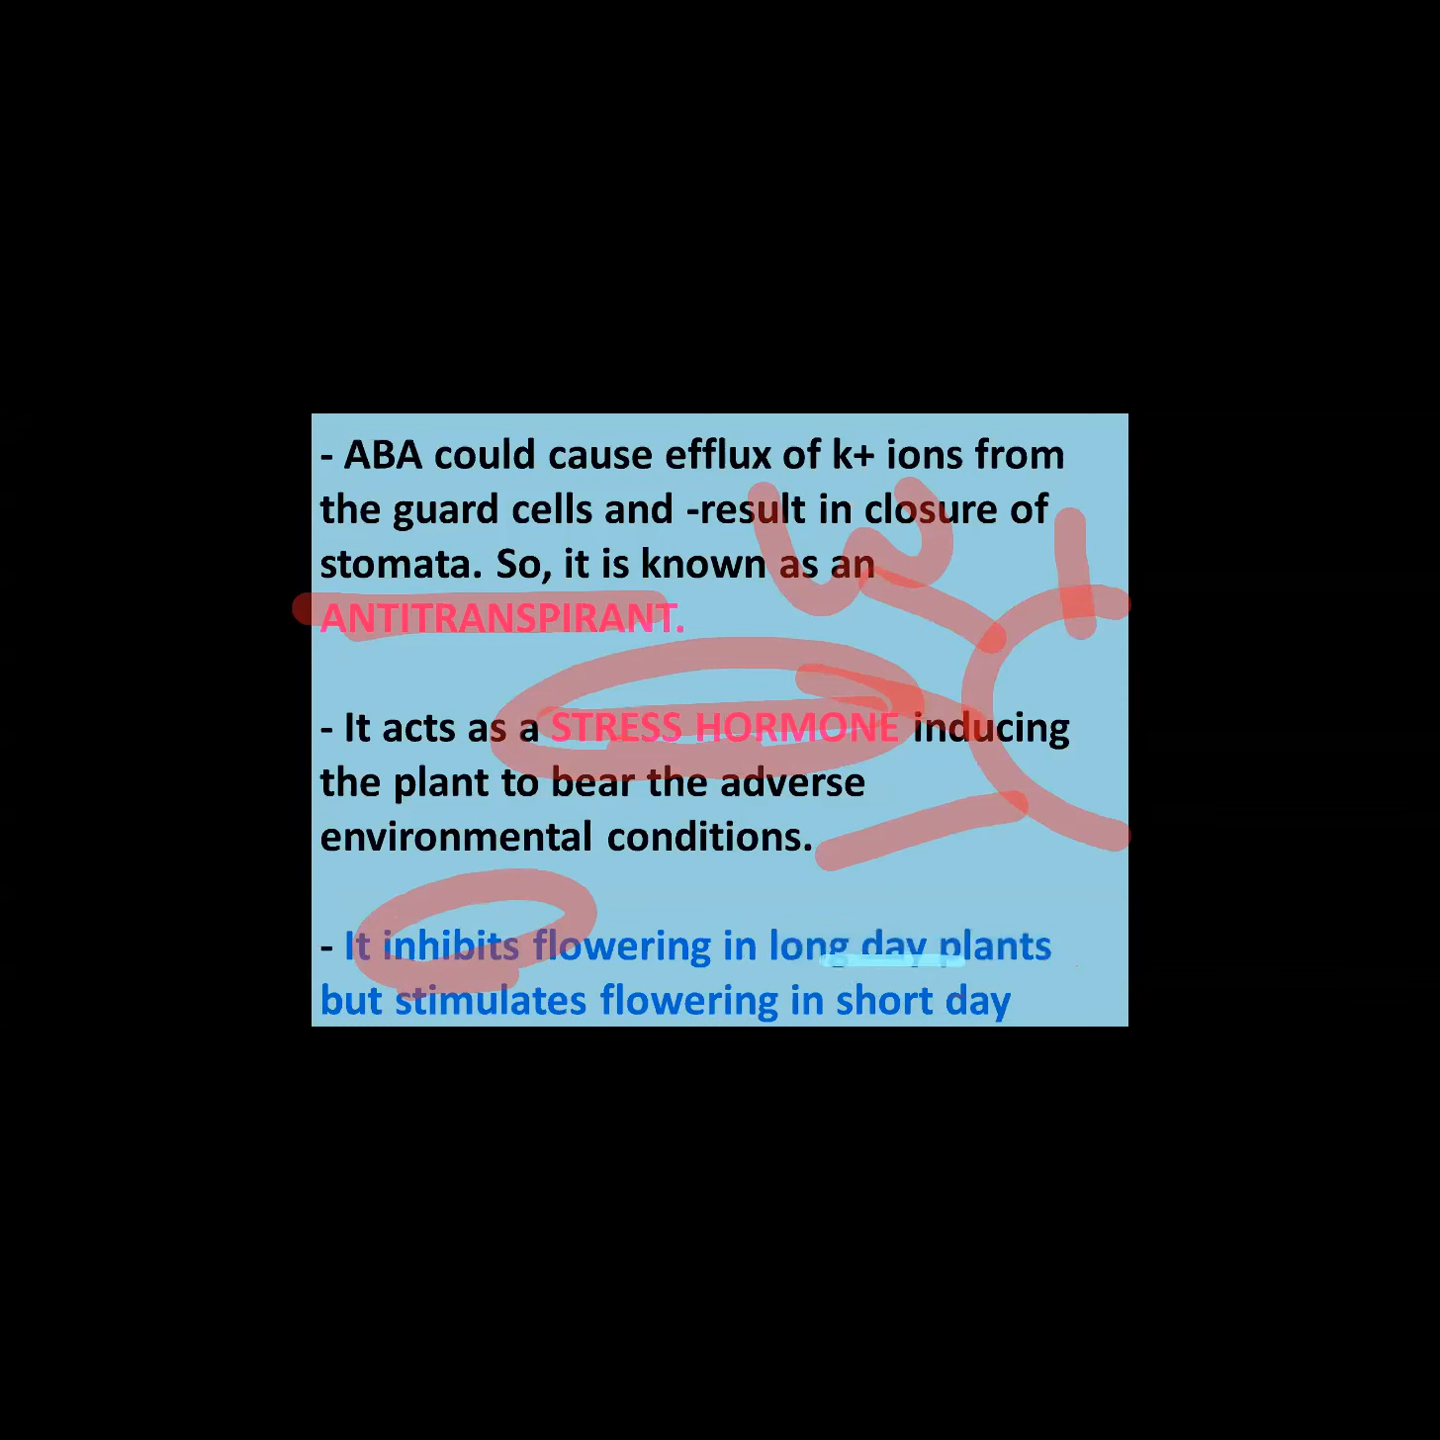 - ABA could cause efflux of k+ ions from
the guard cells and -result in closure of
stomata. So, it is known as an
ANTITRANSPIRANT.
- It acts as a STRESS HORMONE inducing
the plant to bear the adverse
environmental conditions.
- It inhibits flowering in long day plants
but stimulates flowering in short day